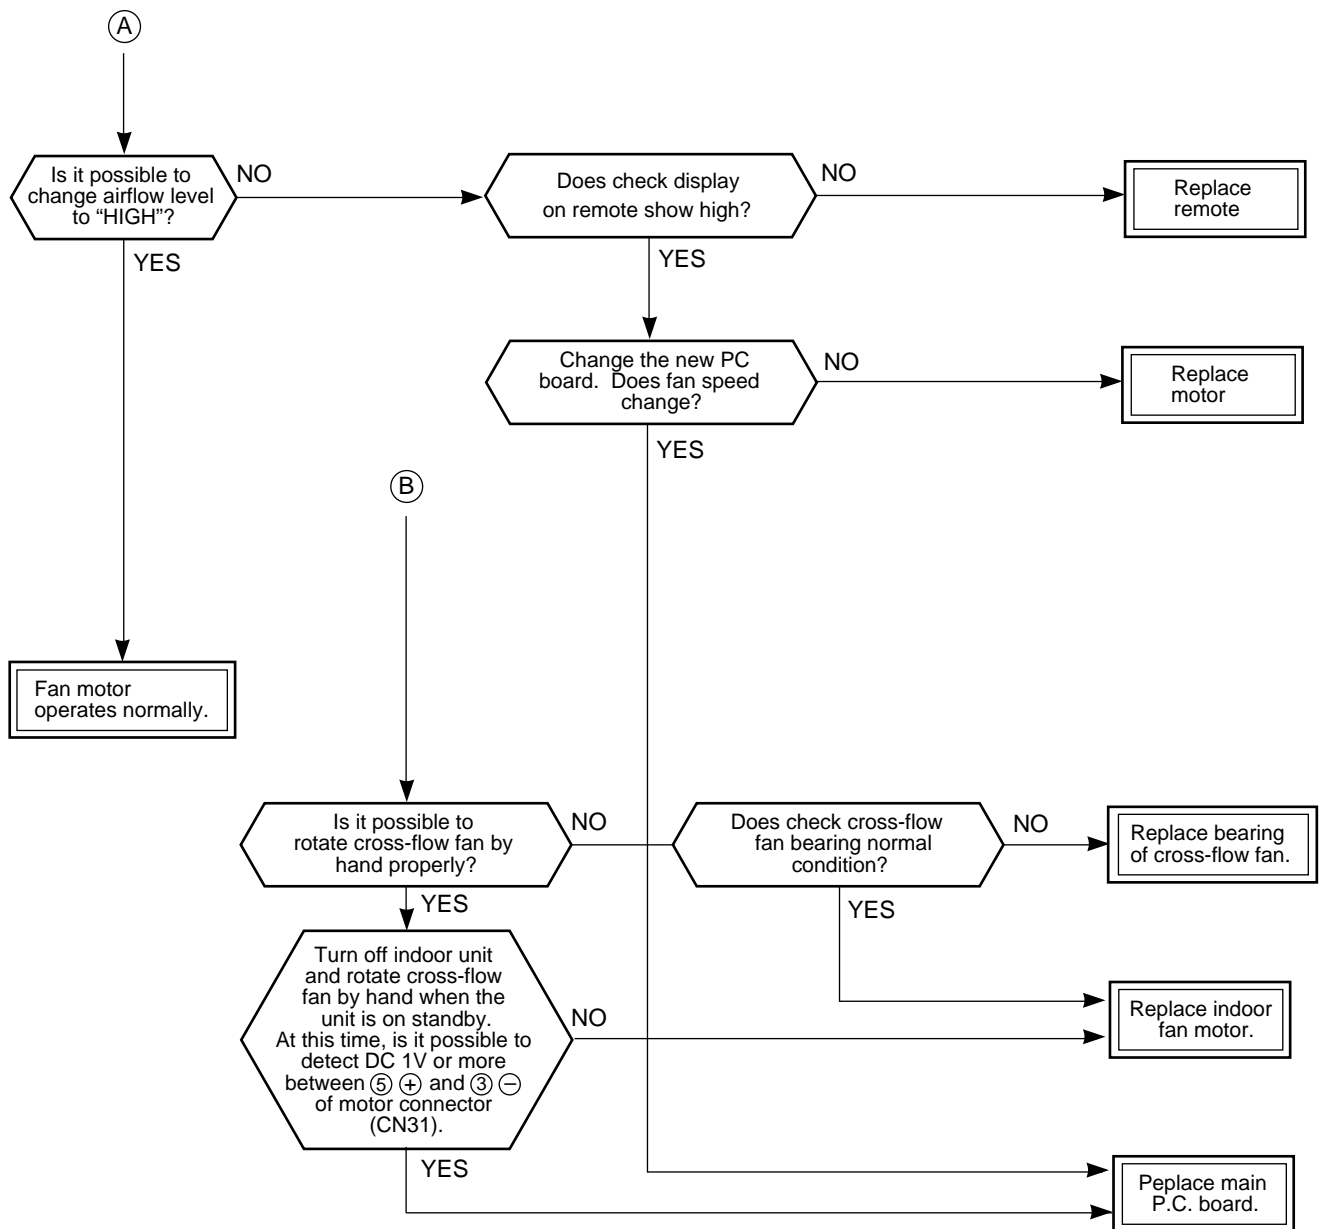 A
Is it possible to
change airflow level
to “HIGH”?
NO
Does check display
on remote show high?
NO
Replace
remote
YES
YES
Change the new PC
board.  Does fan speed
change?
NO
Replace
motor
YES
B
Fan motor
operates normally.
Is it possible to
rotate cross-flow fan by
hand properly?
NO
Does check cross-flow
fan bearing normal
condition?
NO
Replace bearing
of cross-flow fan.
YES
YES
Turn off indoor unit
and rotate cross-flow
fan by hand when the
unit is on standby.
At this time, is it possible to
detect DC 1V or more
between ⑤ ⊕ and ③ ⊖
of motor connector
(CN31).
NO
Replace indoor
fan motor.
YES
Peplace main
P.C. board.